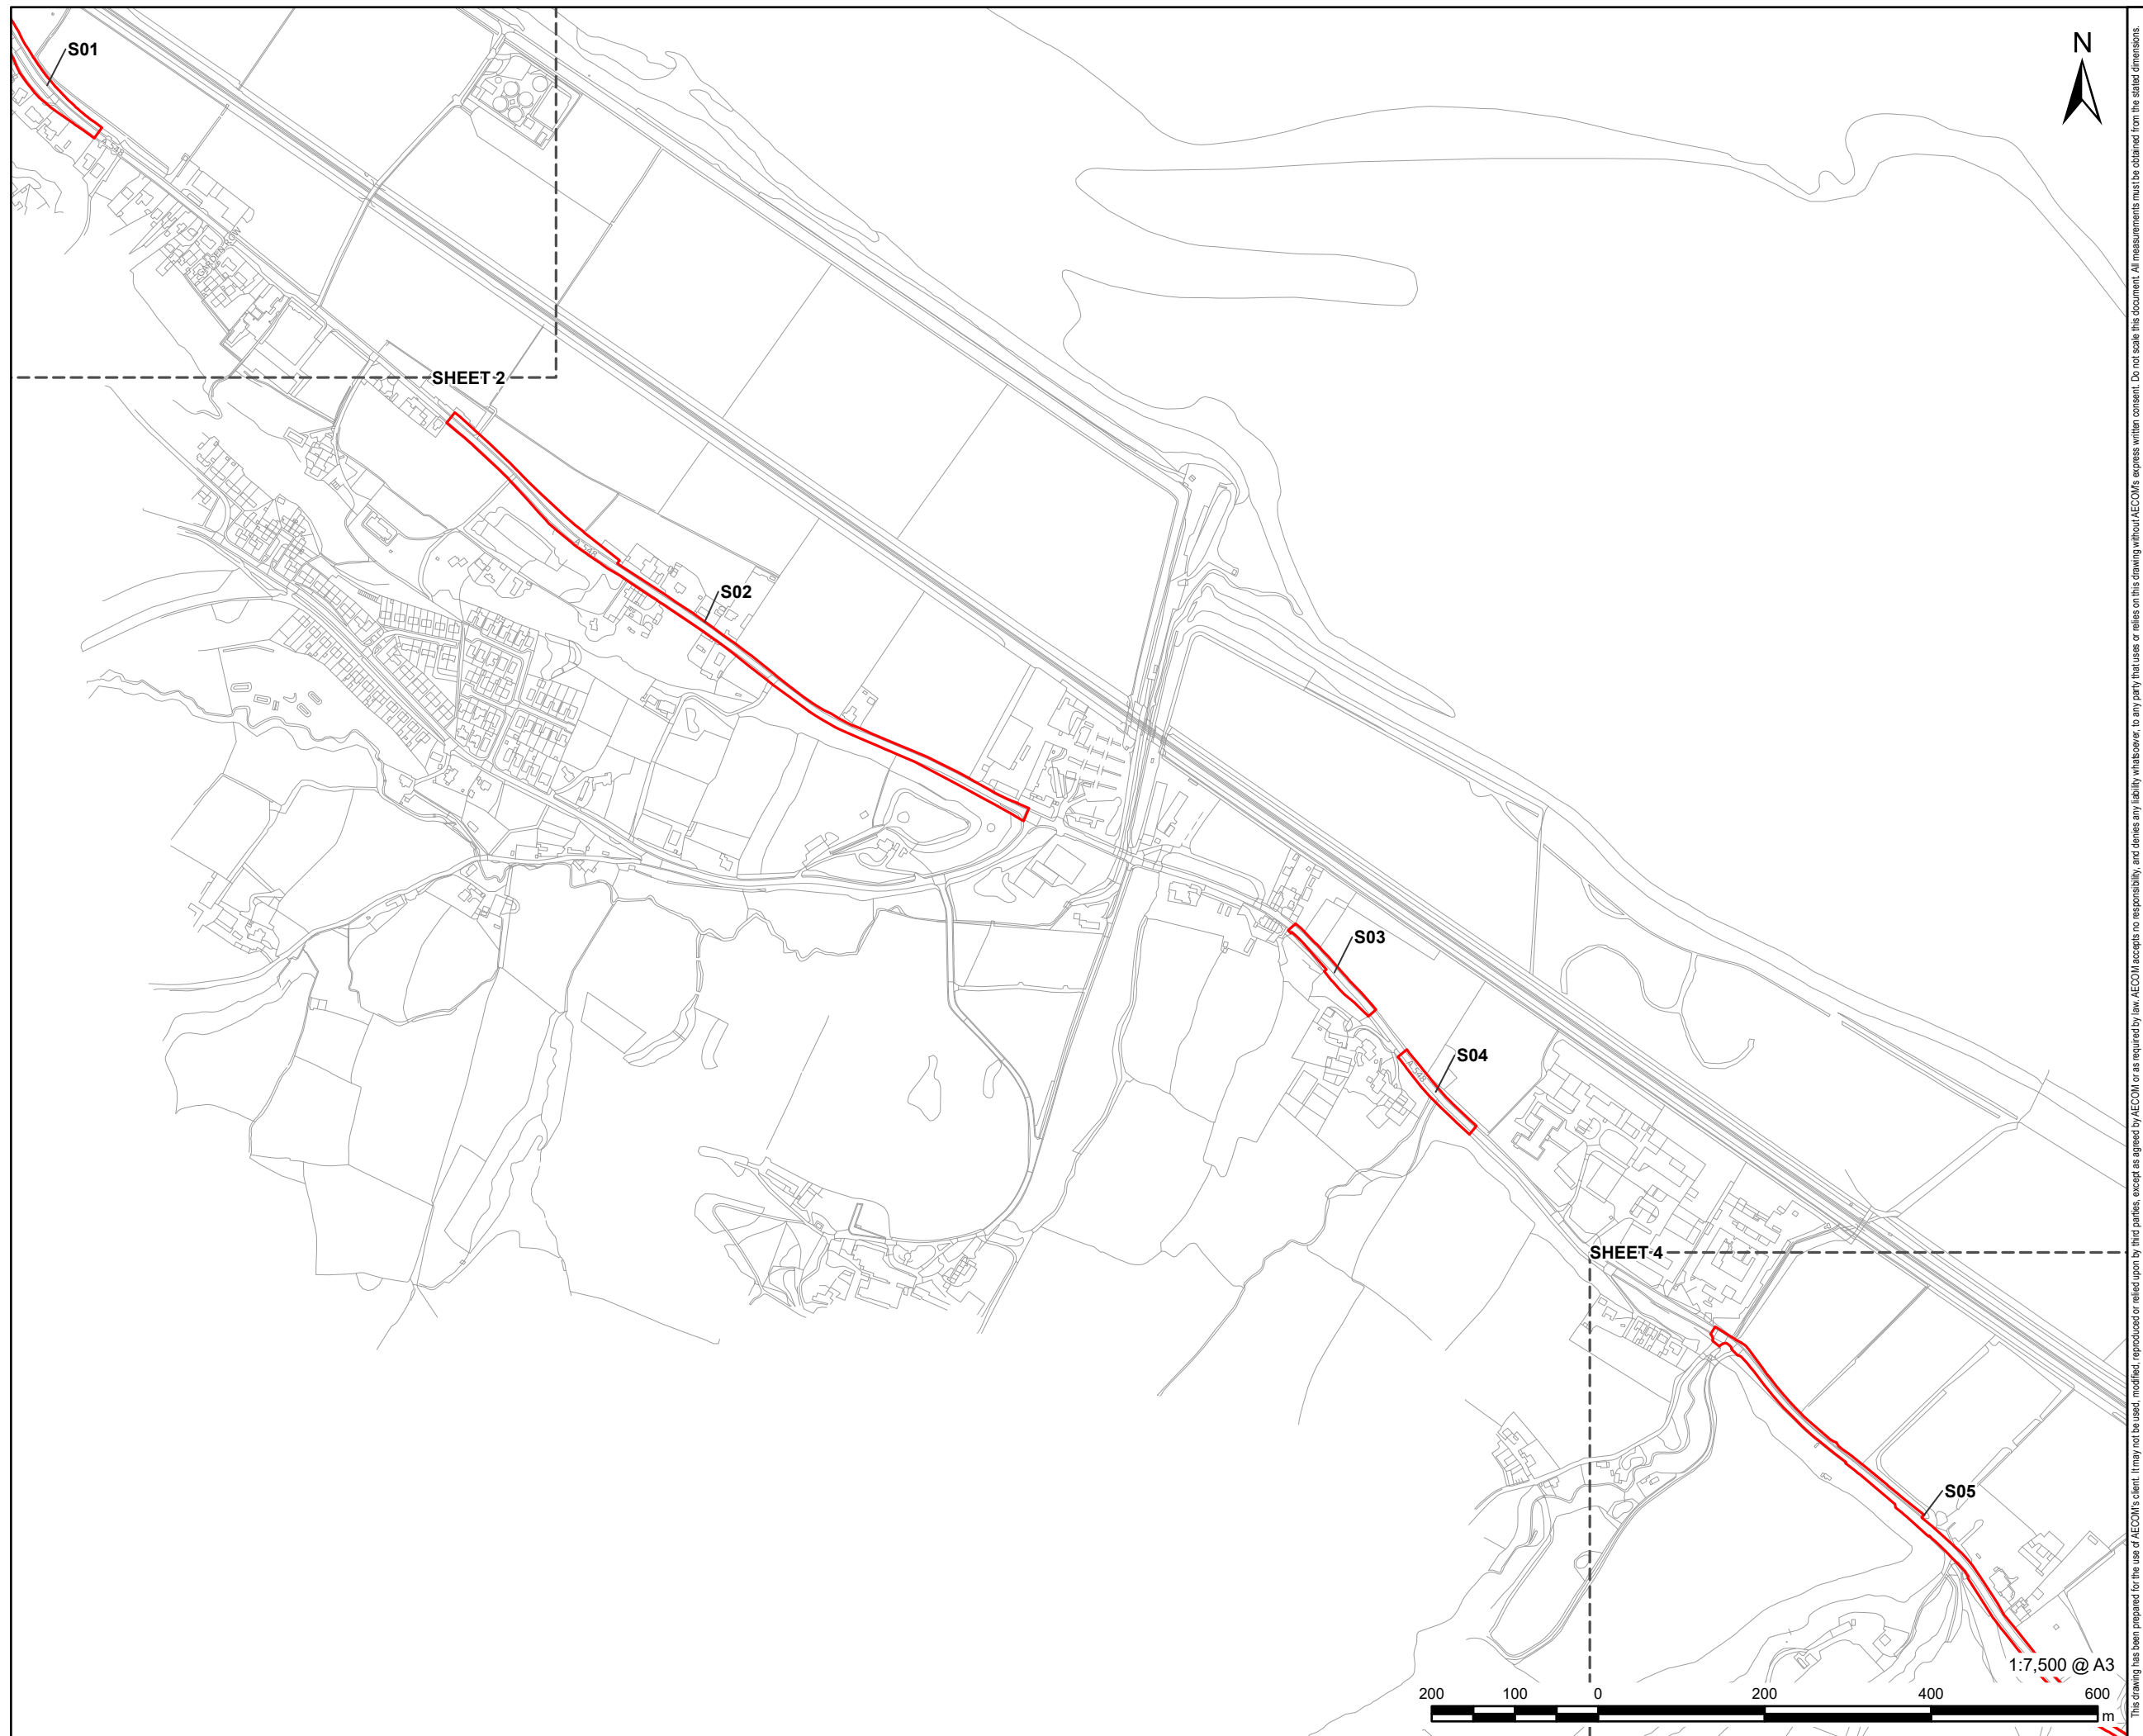 S01
N
A 548
SHEET 2
A 548
S02
S03
S04
A 548
SHEET 4
S05
1:7,500 @ A3
200 100 0 200 400 600
m
This drawing has been prepared for the use of AECOM's client. It may not be used, modified, reproduced or relied upon by third parties, except as agreed by AECOM or as required by law. AECOM accepts no responsibility, and denies any liability whatsoever, to any party that uses or relies on this drawing without AECOM's express written consent. Do not scale this document. All measurements must be obtained from the stated dimensions.